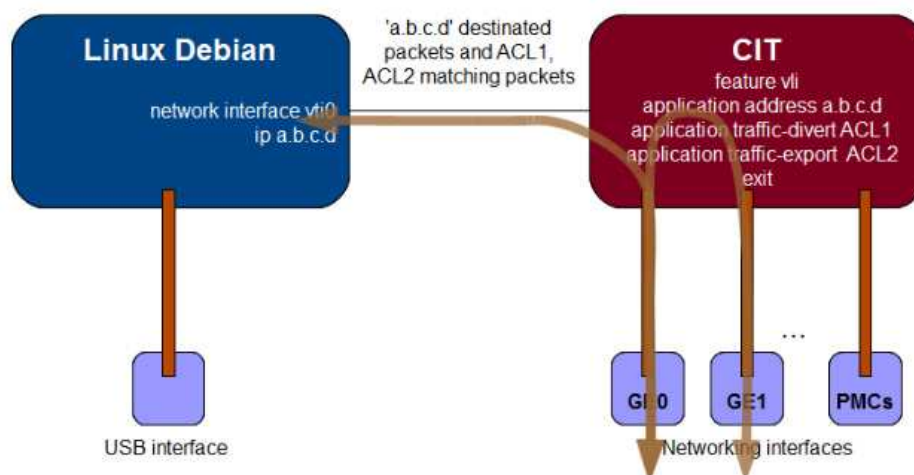 Linux Debian
network interface vti0
ip a.b.c.d
'a.b.c.d' destinated
packets and ACL1,
ACL2 matching packets
CIT
feature vli
application address a.b.c.d
application traffic-divert ACL1
application traffic-export ACL2
exit
...
GE0
GE1
PMCs
USB interface
Networking interfaces